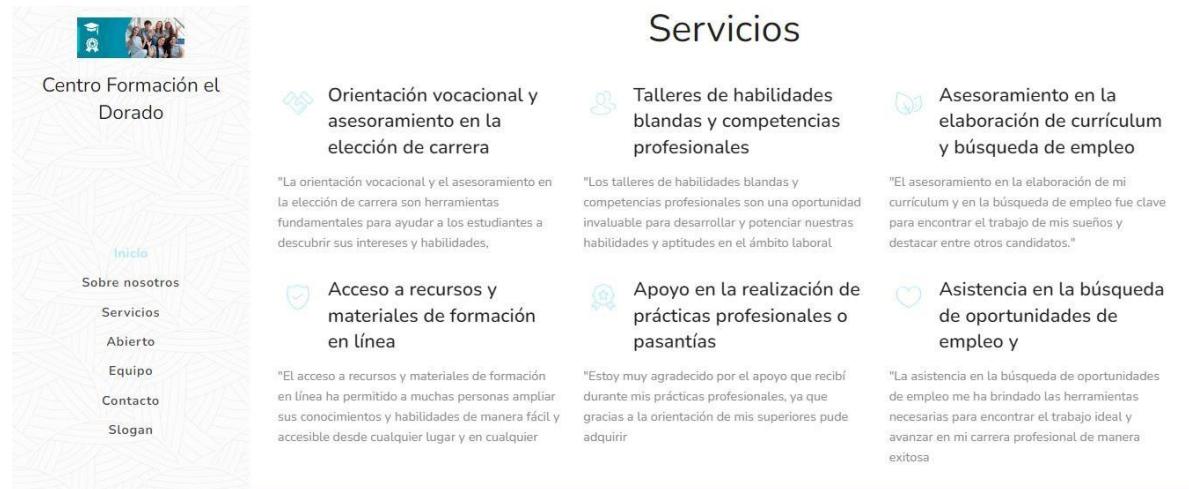 Centro Formación el
Dorado
Inicio
Sobre nosotros
Servicios
Abierto
Equipo
Contacto
Slogan
Servicios
Orientación vocacional y
asesoramiento en la
elección de carrera
"La orientación vocacional y el asesoramiento en
la elección de carrera son herramientas
fundamentales para ayudar a los estudiantes a
descubrir sus intereses y habilidades,
Talleres de habilidades
blandas y competencias
profesionales
"Los talleres de habilidades blandas y
competencias profesionales son una oportunidad
invaluable para desarrollar y potenciar nuestras
habilidades y aptitudes en el ámbito laboral
Asesoramiento en la
elaboración de currículum
y búsqueda de empleo
"El asesoramiento en la elaboración de mi
currículum y en la búsqueda de empleo fue clave
para encontrar el trabajo de mis sueños y
destacar entre otros candidatos."
Acceso a recursos y
materiales de formación
en línea
"El acceso a recursos y materiales de formación
en línea ha permitido a muchas personas ampliar
sus conocimientos y habilidades de manera fácil y
accesible desde cualquier lugar y en cualquier
Apoyo en la realización de
prácticas profesionales o
pasantías
"Estoy muy agradecido por el apoyo que recibí
durante mis prácticas profesionales, ya que
gracias a la orientación de mis superiores pude
adquirir
Asistencia en la búsqueda
de oportunidades de
empleo y
"La asistencia en la búsqueda de oportunidades
de empleo me ha brindado las herramientas
necesarias para encontrar el trabajo ideal y
avanzar en mi carrera profesional de manera
exitosa